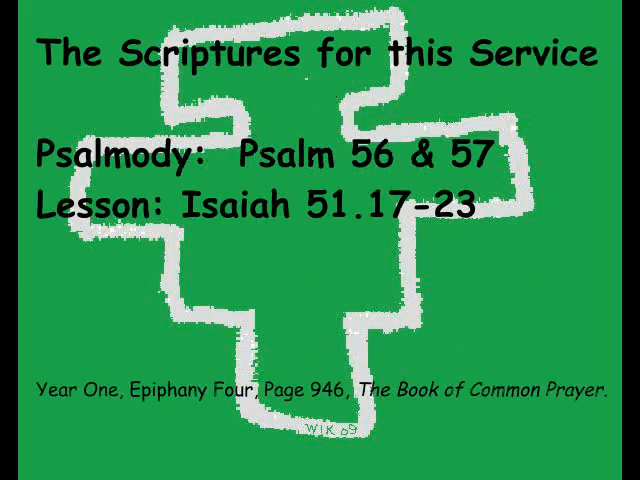 The Scriptures for this Service
Psalmody: Psalm 56 & 57
Lesson: Isaiah 51.17-23
Year One, Epiphany Four, Page 946, The Book of Common Prayer.
WIK 09